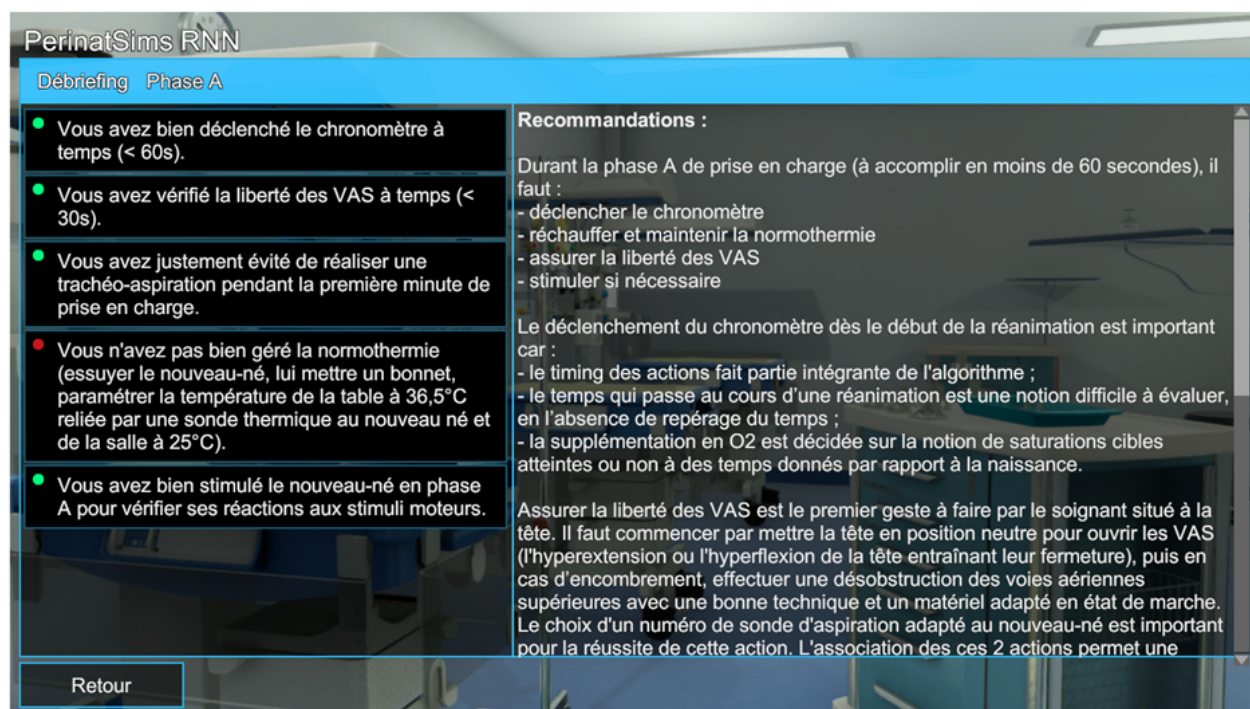 PerinatSims RNN
Débriefing Phase A
Vous avez bien déclenché le chronomètre à
temps (< 60s).
Vous avez vérifié la liberté des VAS à temps (<
30s).
Vous avez justement évité de réaliser une
trachéo-aspiration pendant la première minute de
prise en charge.
Vous n'avez pas bien géré la normothermie
(essuyer le nouveau-né, lui mettre un bonnet,
paramétrer la température de la table à 36,5°C
reliée par une sonde thermique au nouveau né et
de la salle à 25°C).
Vous avez bien stimulé le nouveau-né en phase
A pour vérifier ses réactions aux stimuli moteurs.
Recommandations :
Durant la phase A de prise en charge (à accomplir en moins de 60 secondes), il
faut :
- déclencher le chronomètre
- réchauffer et maintenir la normothermie
- assurer la liberté des VAS
- stimuler si nécessaire
Le déclenchement du chronomètre dès le début de la réanimation est important
car :
- le timing des actions fait partie intégrante de l'algorithme ;
- le temps qui passe au cours d’une réanimation est une notion difficile à évaluer,
en l’absence de repérage du temps ;
- la supplémentation en O2 est décidée sur la notion de saturations cibles
atteintes ou non à des temps donnés par rapport à la naissance.
Assurer la liberté des VAS est le premier geste à faire par le soignant situé à la
tête. Il faut commencer par mettre la tête en position neutre pour ouvrir les VAS
(l'hyperextension ou l'hyperflexion de la tête entraînant leur fermeture), puis en
cas d’encombrement, effectuer une désobstruction des voies aériennes
supérieures avec une bonne technique et un matériel adapté en état de marche.
Le choix d'un numéro de sonde d'aspiration adapté au nouveau-né est important
pour la réussite de cette action. L'association des ces 2 actions permet une
Retour